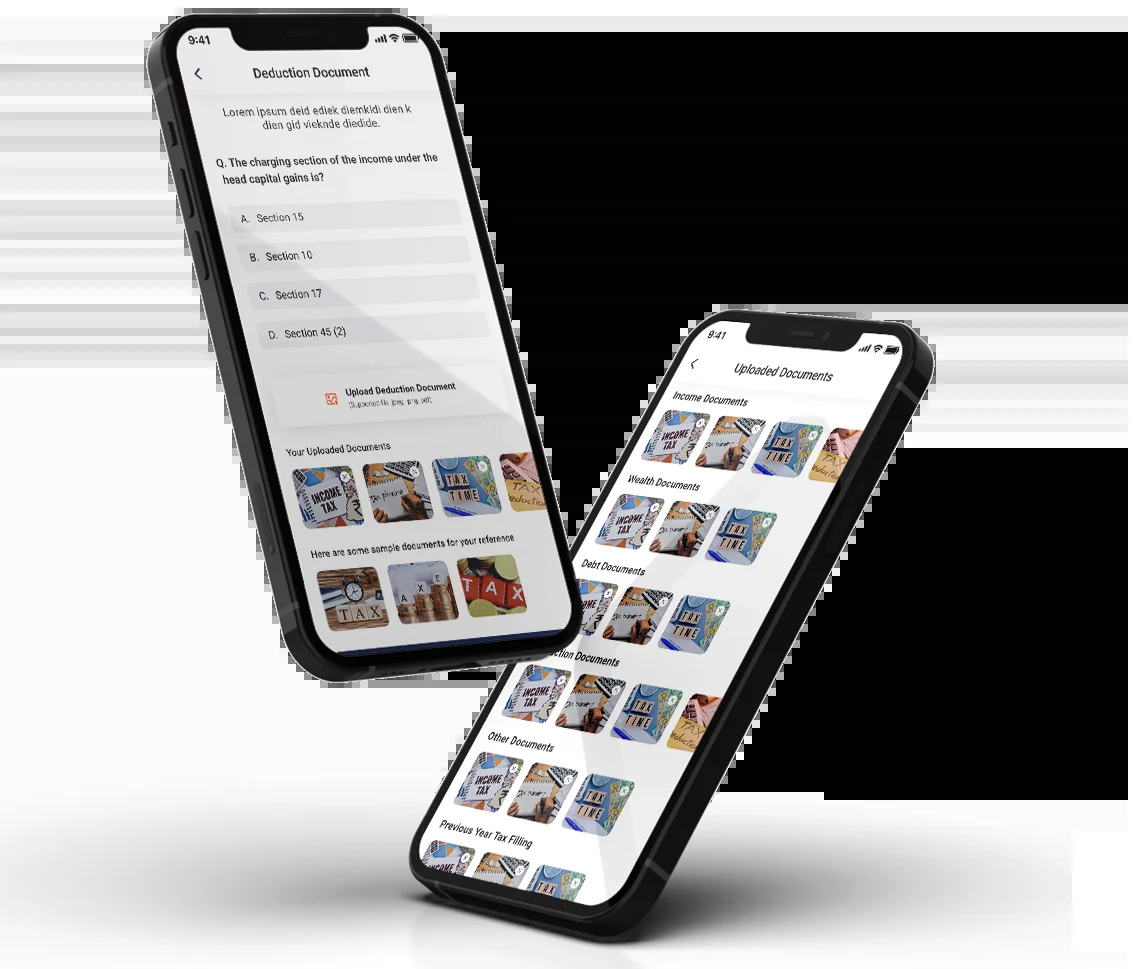 9:41
Deduction Document
Lorem ipsum deid ediek diemkidi dien k
dien gid vieknde diedide.
Q. The charging section of the income under the
head capital gains is?
A. Section 15
B. Section 10
C. Section 17
D. Section 45 (2)
Upload Deduction Document
Your Uploaded Documents
INCOME
TAX
TAX
TIME
TAX
Here are some sample documents for your reference
TAX
TAX
9:41
Uploaded Documents
Income Documents
INCOME
TAX
TAX
TIME
TAX
Wealth Documents
INCOME
TAX
TAX
TIME
Debt Documents
TAX
TIME
Documents
INCOME
TAX
TAX
TIME
TAX
Other Documents
INCOME
TAX
TAX
TIME
Previous Year Tax Filling
TAX